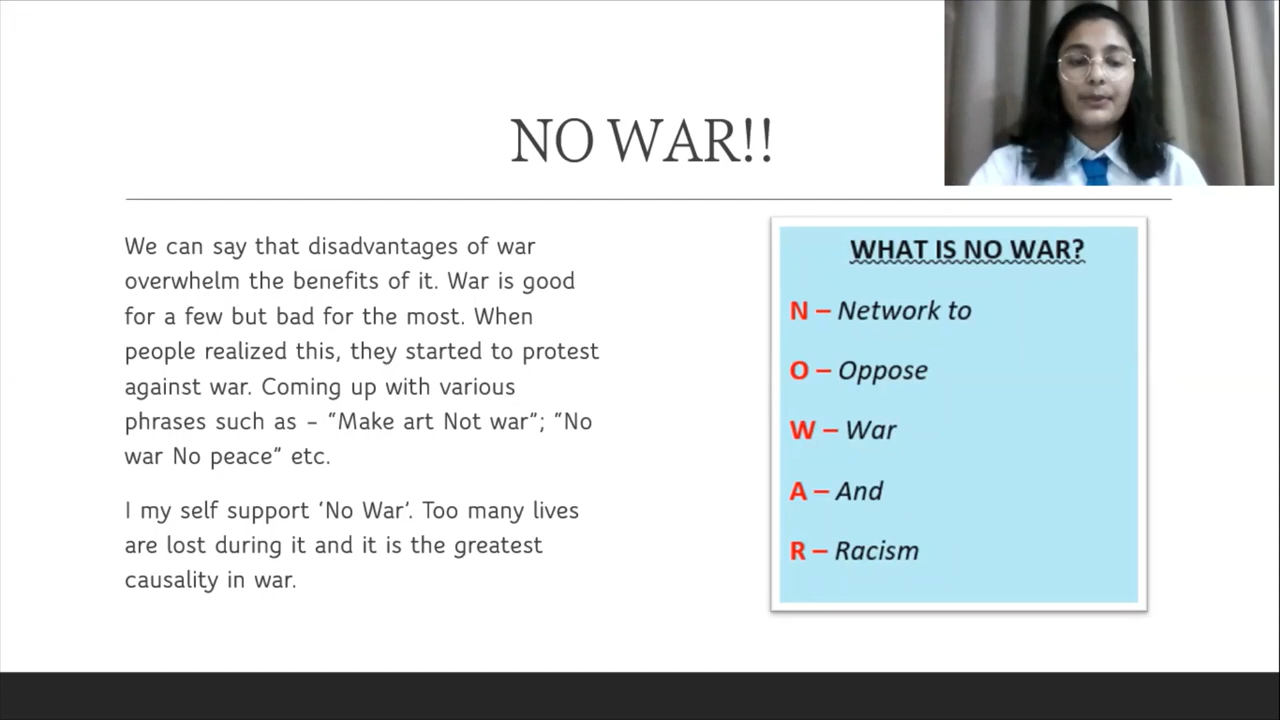 NO WAR!!
We can say that disadvantages of war
overwhelm the benefits of it. War is good
for a few but bad for the most. When
people realized this, they started to protest
against war. Coming up with various
phrases such as – “Make art Not war”; “No
war No peace” etc.
I my self support ‘No War’. Too many lives
are lost during it and it is the greatest
causality in war.
WHAT IS NO WAR?
N – Network to
O – Oppose
W – War
A – And
R – Racism